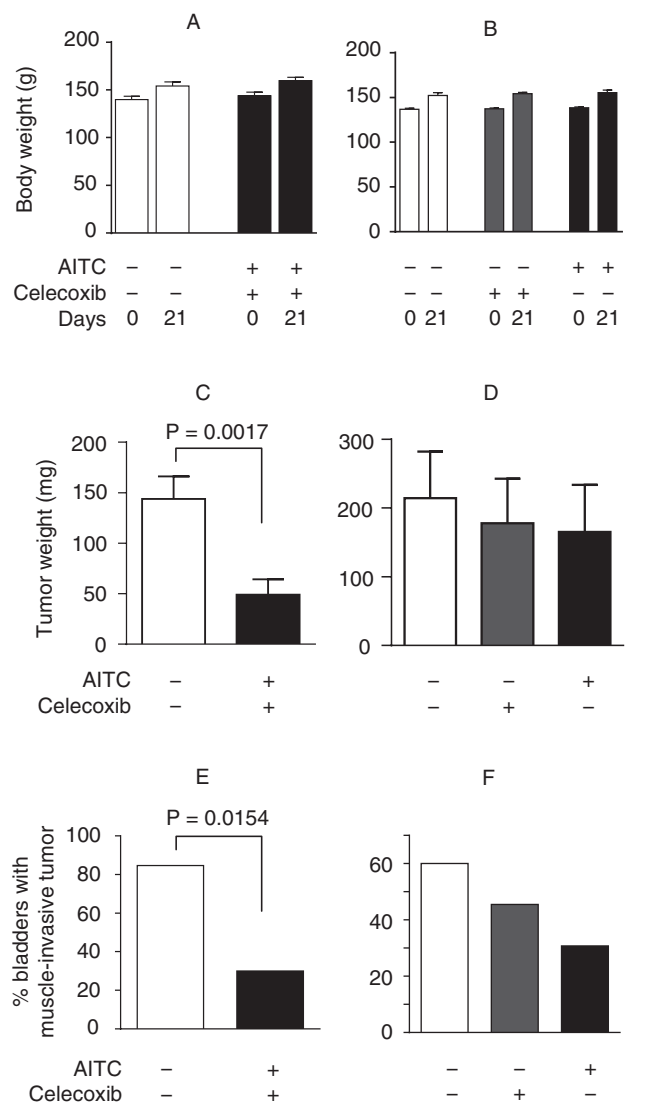 A
B
Body weight (g)
200
150
100
50
0
200
150
100
50
0
AITC – – + + – – – – + +
Celecoxib – – + + – – + + – –
Days 0 21 0 21 0 21 0 21 0 21
C
D
Tumor weight (mg)
P = 0.0017
200
150
100
50
0
300
200
100
0
AITC – + – – +
Celecoxib – + – + –
E
F
% bladders with
muscle-invasive tumor
P = 0.0154
100
80
60
40
20
0
60
40
20
0
AITC – + – – +
Celecoxib – + – + –